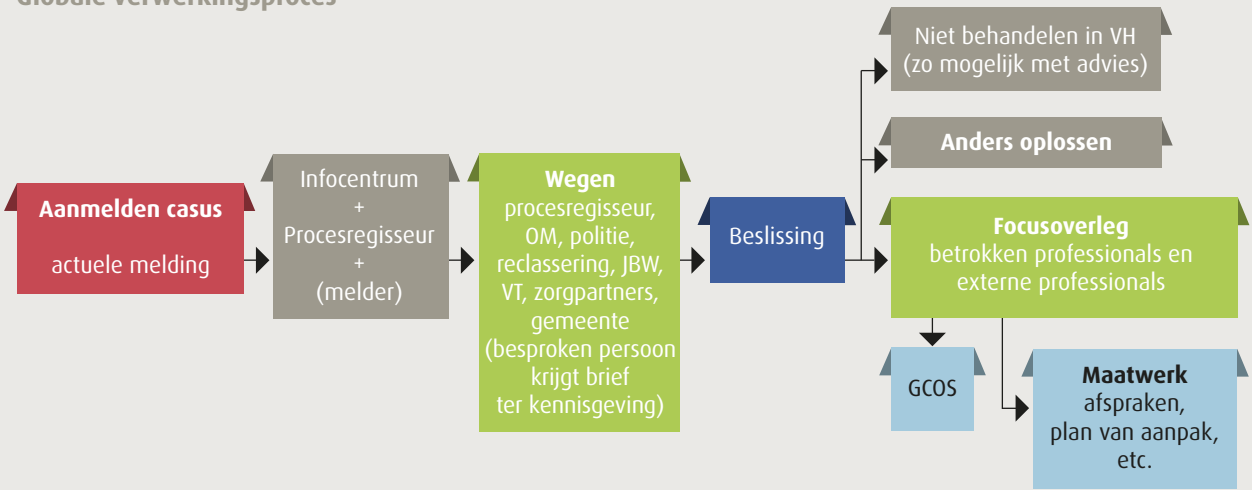 Globale verwerkingsproces
Aanmelden casus
actuele melding
Infocentrum
+
Procesregisseur
+
(melder)
Wegen
procesregisseur,
OM, politie,
reclassering, JBW,
VT, zorgpartners,
gemeente
(besproken persoon
krijgt brief
ter kennisgeving)
Beslissing
Niet behandelen in VH
(zo mogelijk met advies)
Anders oplossen
Focusoverleg
betrokken professionals en
externe professionals
GCOS
Maatwerk
afspraken,
plan van aanpak,
etc.